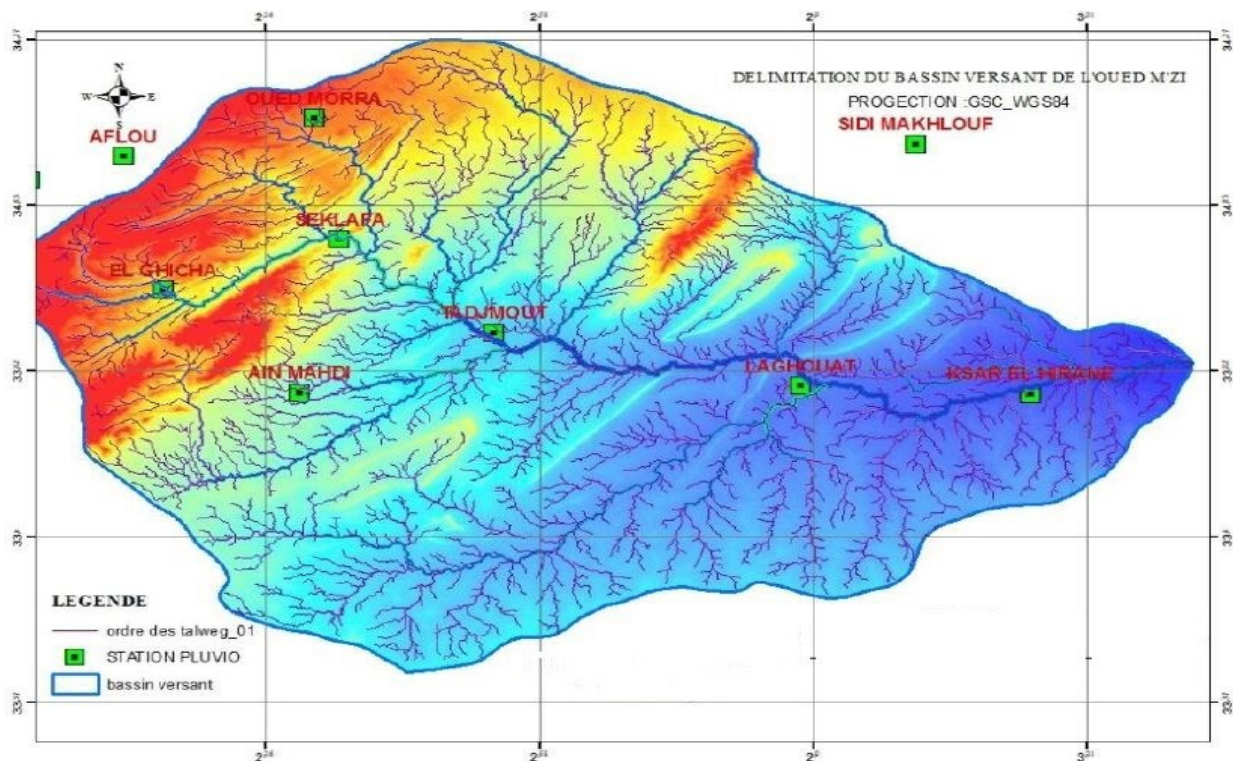 DELIMITATION DU BASSIN VERSANT DE L'OUED M'ZI
PROGECTION :GSC_WGS84
N
W E
S
OUED MORRA
AFLOU
SIDI MAKHLOUF
SEKLAFA
EL GHICHA
TADJMOUT
AIN MAHDI
LAGHOUAT
KSAR EL HIRANE
LEGENDE
ordre des talweg_01
STATION PLUVIO
bassin versant